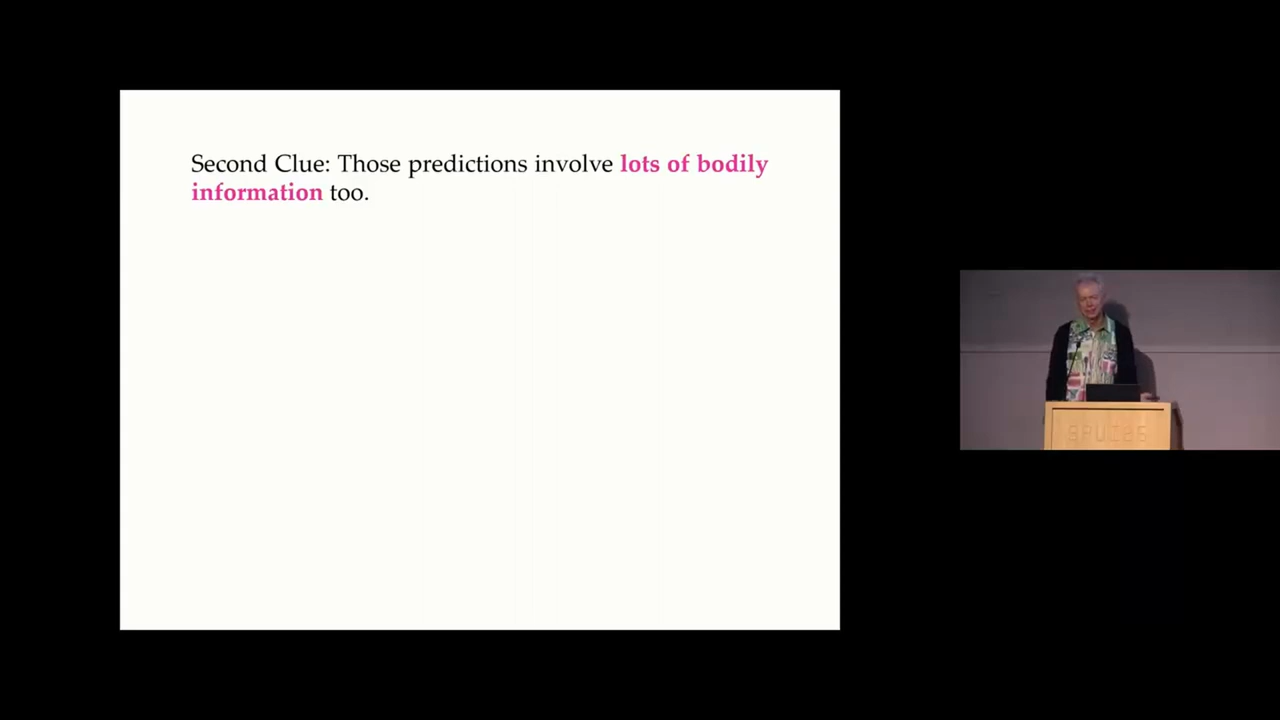 Second Clue: Those predictions involve lots of bodily
information too.